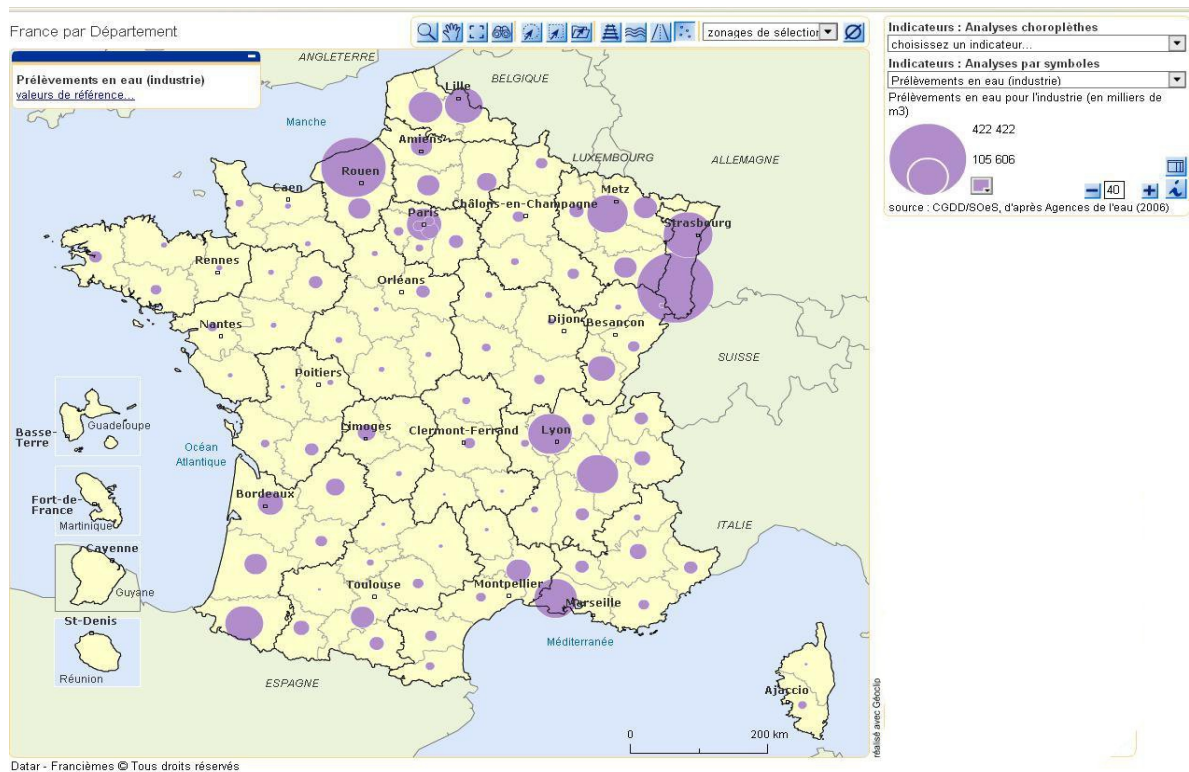 France par Département
zonages de sélection
Prélèvements en eau (industrie)
valeurs de référence...
ANGLETERRE
BELGIQUE
Lille
Manche
Amiens
LUXEMBOURG
ALLEMAGNE
Rouen
Metz
Caen
Châlons-en-Champagne
Paris
Strasbourg
Rennes
Orléans
Nantes
Dijon
Besançon
SUISSE
Poitiers
Guadeloupe
Basse-
Terre
Limoges
Clermont-Ferrand
Lyon
Océan
Atlantique
Bordeaux
Fort-de-
France
Martinique
ITALIE
Cayenne
Guyane
Toulouse
Montpellier
Marseille
St-Denis
Méditerranée
Réunion
ESPAGNE
Ajaccio
0
200 km
réalisé avec Géoclip
Datar - Francièmes © Tous droits réservés
Indicateurs : Analyses choroplèthes
choisissez un indicateur...
Indicateurs : Analyses par symboles
Prélèvements en eau (industrie)
Prélèvements en eau pour l'industrie (en milliers de
m3)
422 422
105 606
40
source : CGDD/SOeS, d'après Agences de l'eau (2006)